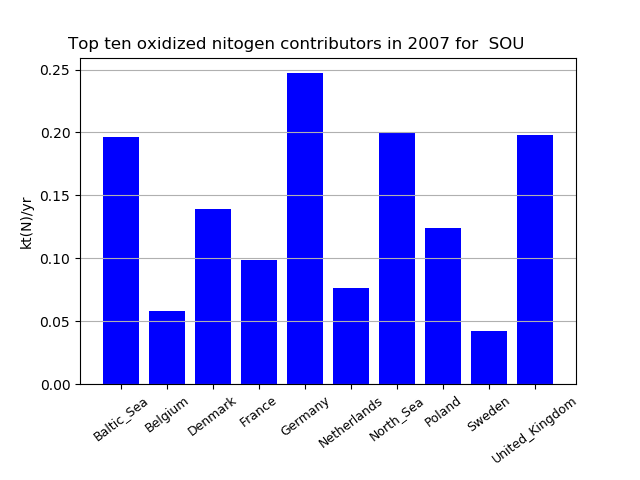 Top ten oxidized nitogen contributors in 2007 for  SOU
kt(N)/yr
0.25
0.20
0.15
0.10
0.05
0.00
Baltic_Sea
Belgium
Denmark
France
Germany
Netherlands
North_Sea
Poland
Sweden
United_Kingdom